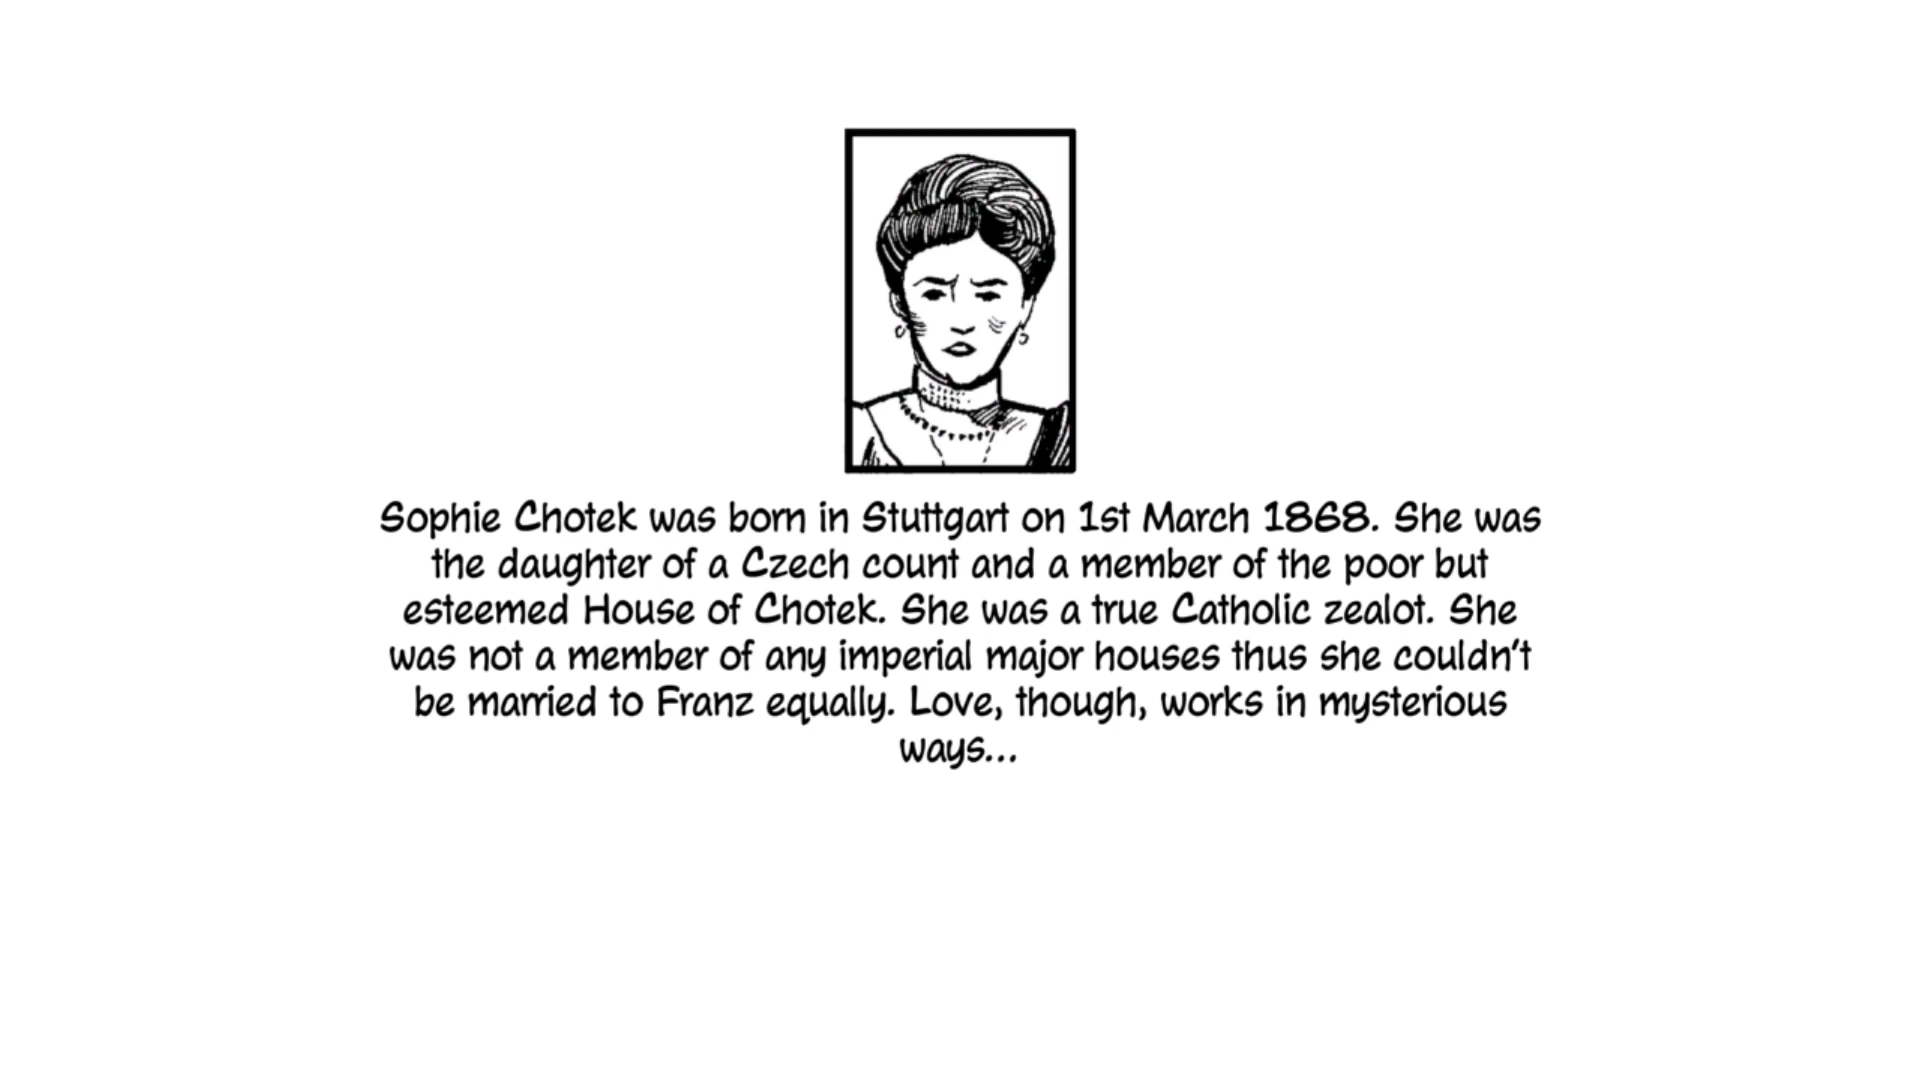 Sophie Chotek was born in Stuttgart on 1st March 1868. She was
the daughter of a Czech count and a member of the poor but
esteemed House of Chotek. She was a true Catholic zealot. She
was not a member of any imperial major houses thus she couldn't
be married to Franz equally. Love, though, works in mysterious
ways...